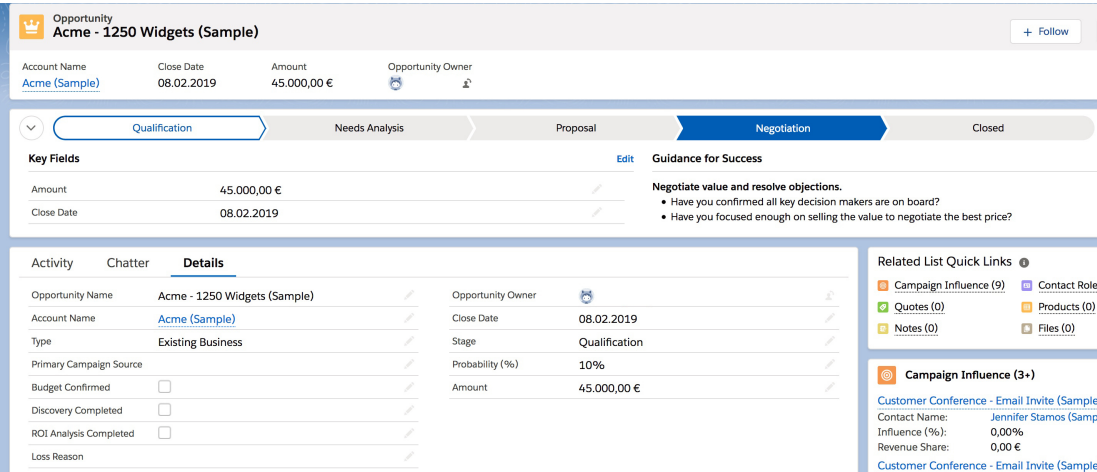 Opportunity
Acme - 1250 Widgets (Sample)
+ Follow
Account Name Close Date Amount Opportunity Owner
Acme (Sample) 08.02.2019 45.000,00 €
Qualification Needs Analysis Proposal Negotiation Closed
Key Fields Edit
Amount 45.000,00 €
Close Date 08.02.2019
Guidance for Success
Negotiate value and resolve objections.
• Have you confirmed all key decision makers are on board?
• Have you focused enough on selling the value to negotiate the best price?
Activity Chatter Details
Opportunity Name Acme - 1250 Widgets (Sample)
Account Name Acme (Sample)
Type Existing Business
Primary Campaign Source
Budget Confirmed
Discovery Completed
ROI Analysis Completed
Loss Reason
Opportunity Owner
Close Date 08.02.2019
Stage Qualification
Probability (%) 10%
Amount 45.000,00 €
Related List Quick Links
Campaign Influence (9) Contact Role
Quotes (0) Products (0)
Notes (0) Files (0)
Campaign Influence (3+)
Customer Conference - Email Invite (Sample
Contact Name: Jennifer Stamos (Samp
Influence (%): 0,00%
Revenue Share: 0,00 €
Customer Conference - Email Invite (Sample